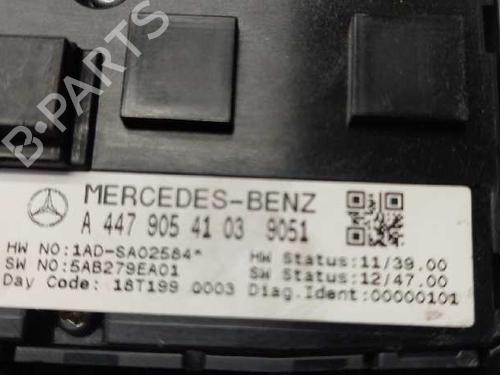 B-PARTS
MERCEDES-BENZ
A 447 905 41 03 9051
HW NO:1AD-SA02584* HW Status:11/39.00
SW NO:5AB279EA01 SW Status:12/47.00
Day Code: 18T199 0003 Diag.Ident:00000101